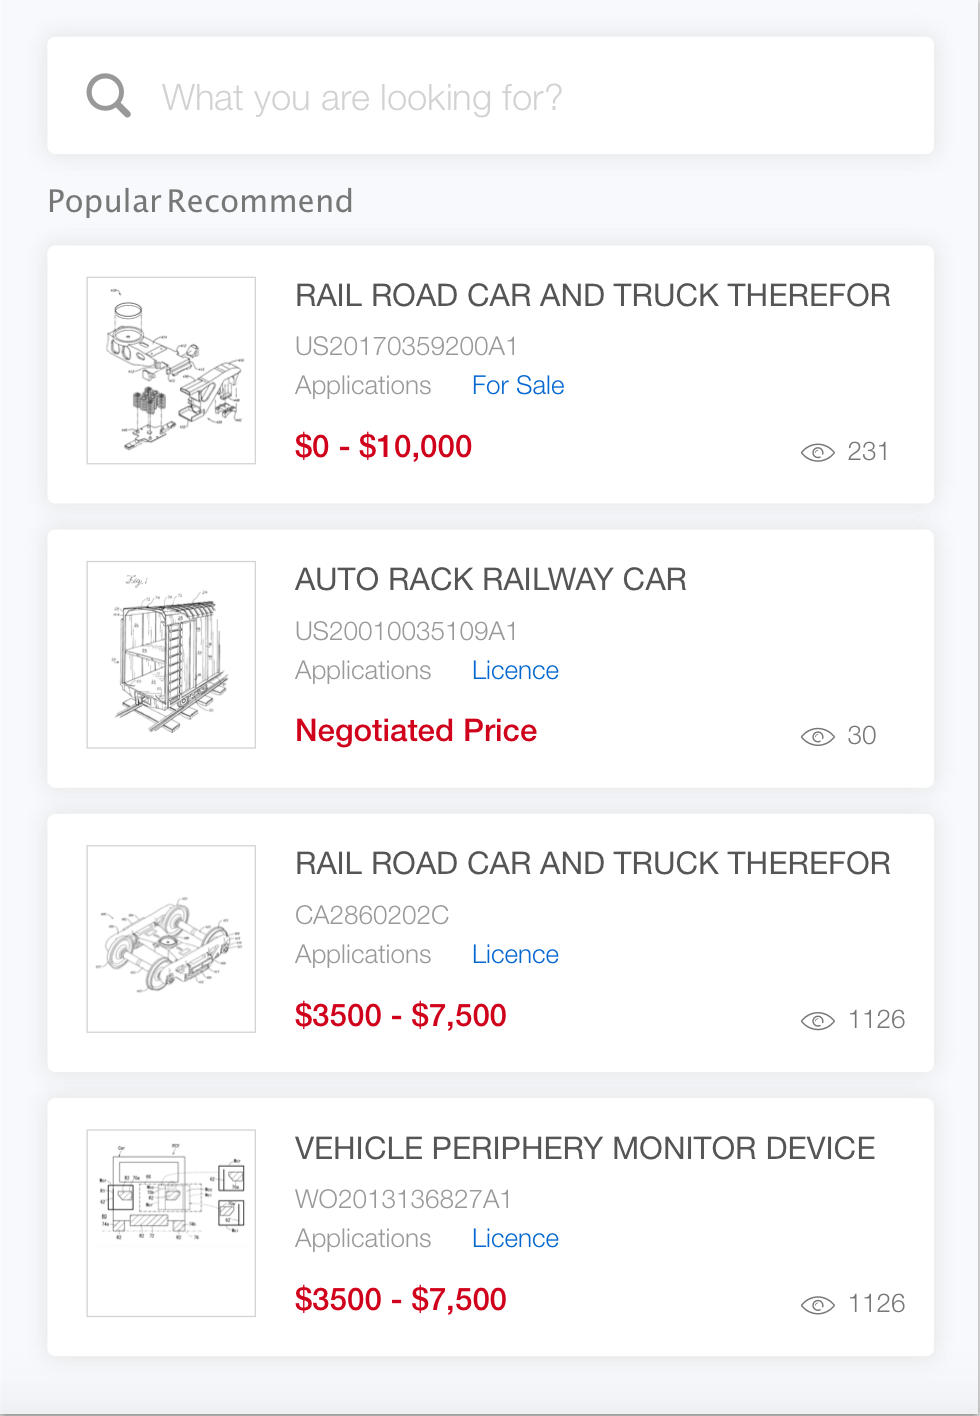 What you are looking for?
Popular Recommend
RAIL ROAD CAR AND TRUCK THEREFOR
US20170359200A1
Applications For Sale
$0 - $10,000
231
Fig. 1
AUTO RACK RAILWAY CAR
US20010035109A1
Applications Licence
Negotiated Price
30
RAIL ROAD CAR AND TRUCK THEREFOR
CA2860202C
Applications Licence
$3500 - $7,500
1126
VEHICLE PERIPHERY MONITOR DEVICE
WO2013136827A1
Applications Licence
$3500 - $7,500
1126